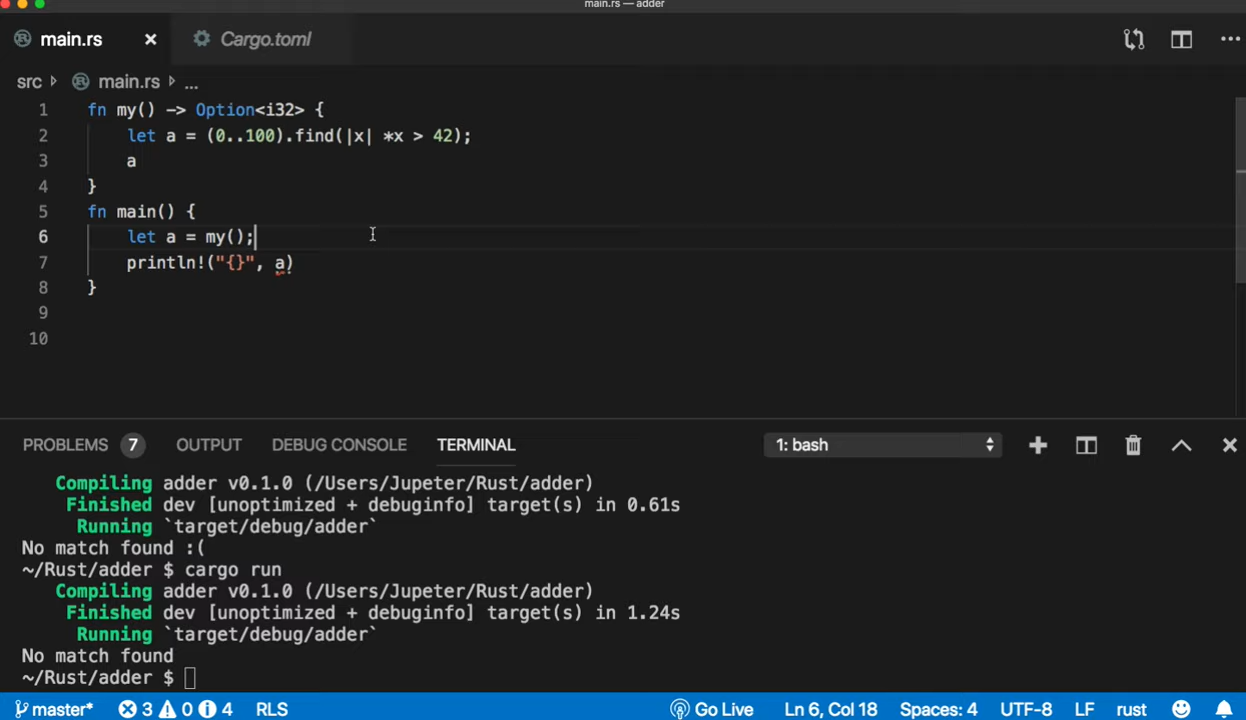 main.rs — adder
main.rs Cargo.toml
src main.rs ...
1 fn my() -> Option<i32> {
2 let a = (0..100).find(|x| *x > 42);
3 a
4 }
5 fn main() {
6 let a = my();
7 println!("{}", a)
8 }
9
10
PROBLEMS 7 OUTPUT DEBUG CONSOLE TERMINAL 1: bash
Compiling adder v0.1.0 (/Users/Jupeter/Rust/adder)
Finished dev [unoptimized + debuginfo] target(s) in 0.61s
Running `target/debug/adder`
No match found :(
~/Rust/adder $ cargo run
Compiling adder v0.1.0 (/Users/Jupeter/Rust/adder)
Finished dev [unoptimized + debuginfo] target(s) in 1.24s
Running `target/debug/adder`
No match found
~/Rust/adder $
master* 3 0 4 RLS Go Live Ln 6, Col 18 Spaces: 4 UTF-8 LF rust